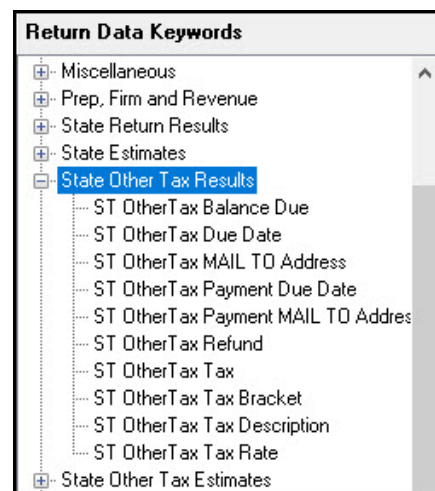 Return Data Keywords
Miscellaneous
Prep, Firm and Revenue
State Return Results
State Estimates
State Other Tax Results
ST OtherTax Balance Due
ST OtherTax Due Date
ST OtherTax MAIL TO Address
ST OtherTax Payment Due Date
ST OtherTax Payment MAIL TO Addres
ST OtherTax Refund
ST OtherTax Tax
ST OtherTax Tax Bracket
ST OtherTax Tax Description
ST OtherTax Tax Rate
State Other Tax Estimates